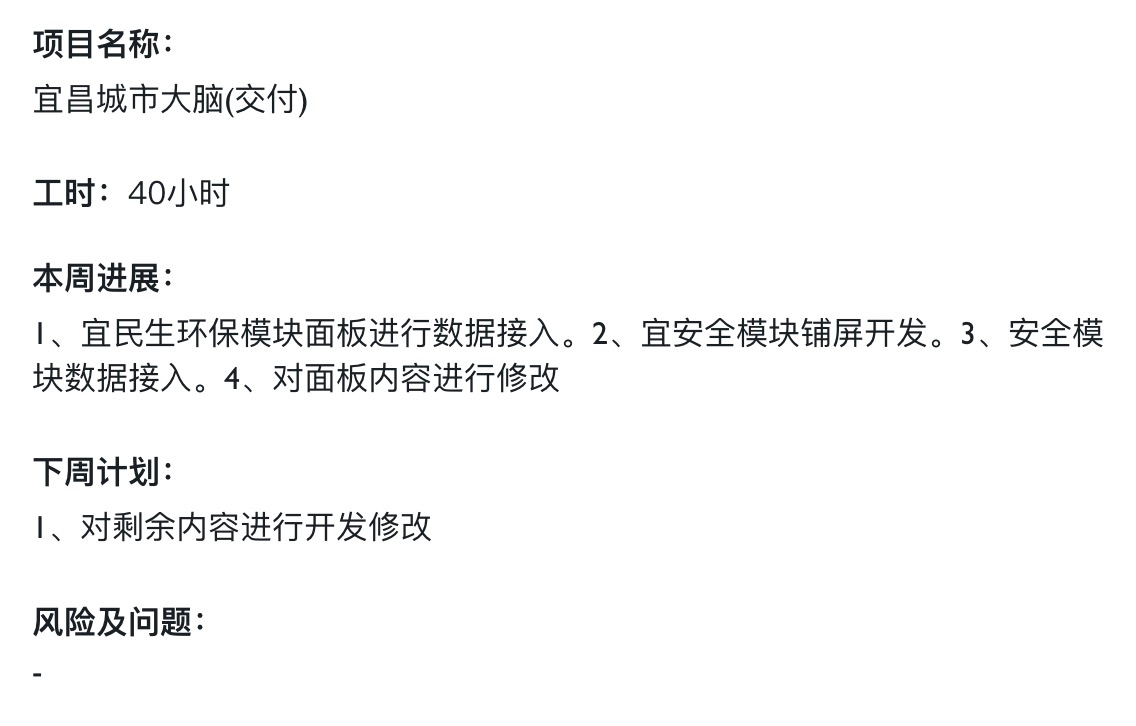 项目名称：
宜昌城市大脑(交付)
工时：40小时
本周进展：
1、宜民生环保模块面板进行数据接入。2、宜安全模块铺屏开发。3、安全模
块数据接入。4、对面板内容进行修改
下周计划：
1、对剩余内容进行开发修改
风险及问题：
-